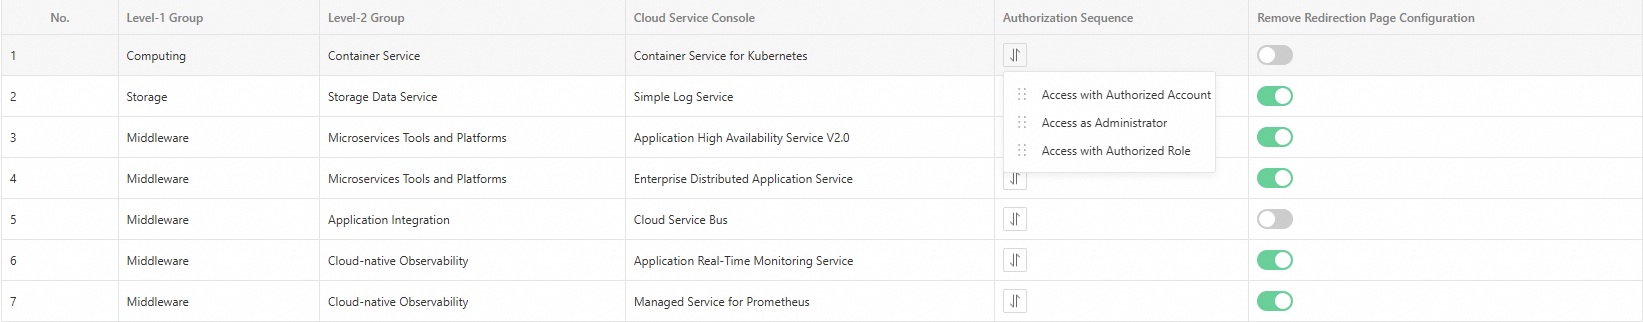 No. Level-1 Group Level-2 Group Cloud Service Console Authorization Sequence Remove Redirection Page Configuration
1 Computing Container Service Container Service for Kubernetes
2 Storage Storage Data Service Simple Log Service Access with Authorized Account
Access as Administrator
3 Middleware Microservices Tools and Platforms Application High Availability Service V2.0
Access with Authorized Role
4 Middleware Microservices Tools and Platforms Enterprise Distributed Application Service
5 Middleware Application Integration Cloud Service Bus
6 Middleware Cloud-native Observability Application Real-Time Monitoring Service
7 Middleware Cloud-native Observability Managed Service for Prometheus